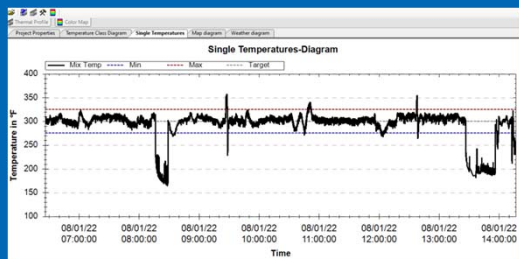 Thermal Profile Color Map
Project Properties Temperature Class Diagram Single Temperatures Map diagram Weather diagram
Single Temperatures-Diagram
Mix Temp Min Max Target
Temperature in °F
400
350
300
250
200
150
100
08/01/22 08/01/22 08/01/22 08/01/22 08/01/22 08/01/22 08/01/22 08/01/22
07:00:00 08:00:00 09:00:00 10:00:00 11:00:00 12:00:00 13:00:00 14:00:00
Time